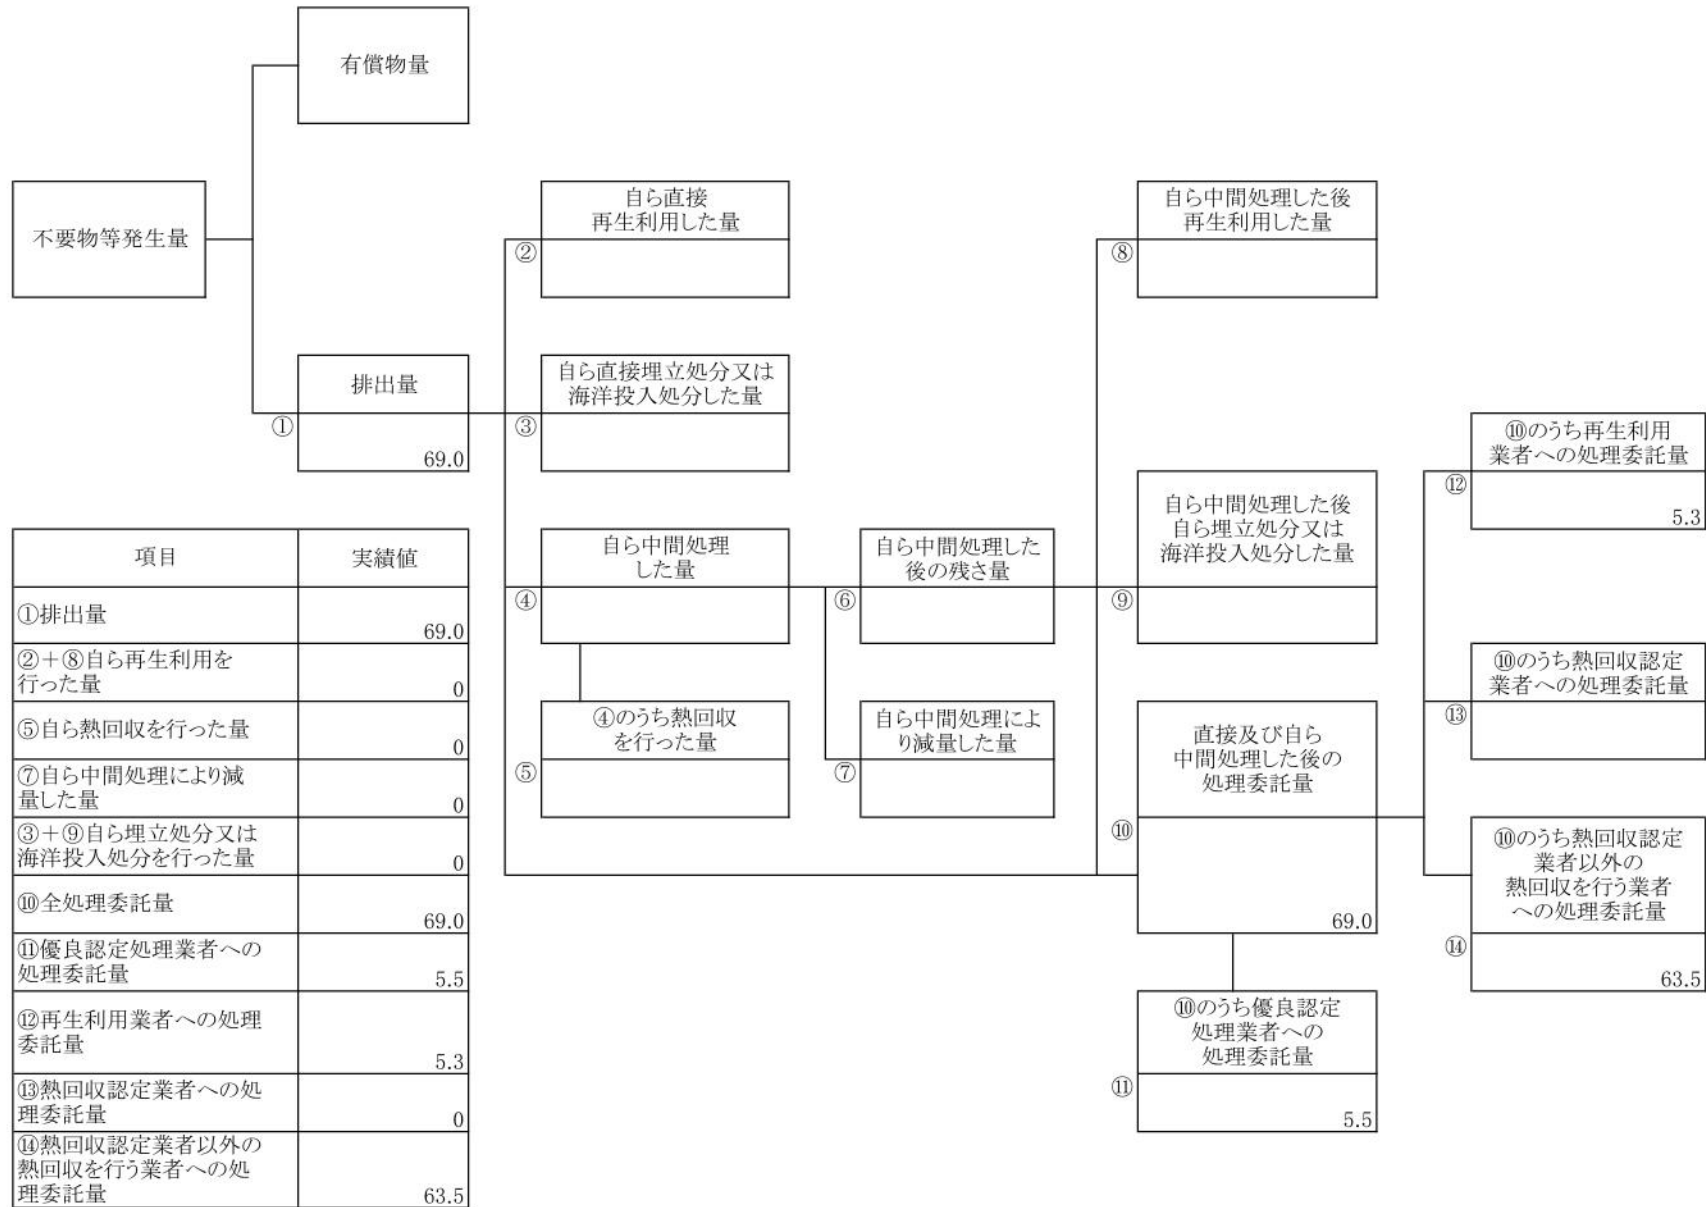 有償物量
不要物等発生量
自ら直接
再生利用した量
②
自ら中間処理した後
再生利用した量
⑧
排出量
①
69.0
自ら直接埋立処分又は
海洋投入処分した量
③
自ら中間処理
した量
④
自ら中間処理した
後の残さ量
⑥
自ら中間処理した後
自ら埋立処分又は
海洋投入処分した量
⑨
⑩のうち再生利用
業者への処理委託量
⑫
5.3
④のうち熱回収
を行った量
⑤
自ら中間処理によ
り減量した量
⑦
直接及び自ら
中間処理した後の
処理委託量
⑩
69.0
⑩のうち熱回収認定
業者への処理委託量
⑬
⑩のうち熱回収認定
業者以外の
熱回収を行う業者
への処理委託量
⑭
63.5
⑩のうち優良認定
処理業者への
処理委託量
⑪
5.5
項目
実績値
①排出量
69.0
②+⑧自ら再生利用を
行った量
0
⑤自ら熱回収を行った量
0
⑦自ら中間処理により減
量した量
0
③+⑨自ら埋立処分又は
海洋投入処分を行った量
0
⑩全処理委託量
69.0
⑪優良認定処理業者への
処理委託量
5.5
⑫再生利用業者への処理
委託量
5.3
⑬熱回収認定業者への処
理委託量
0
⑭熱回収認定業者以外の
熱回収を行う業者への処
理委託量
63.5